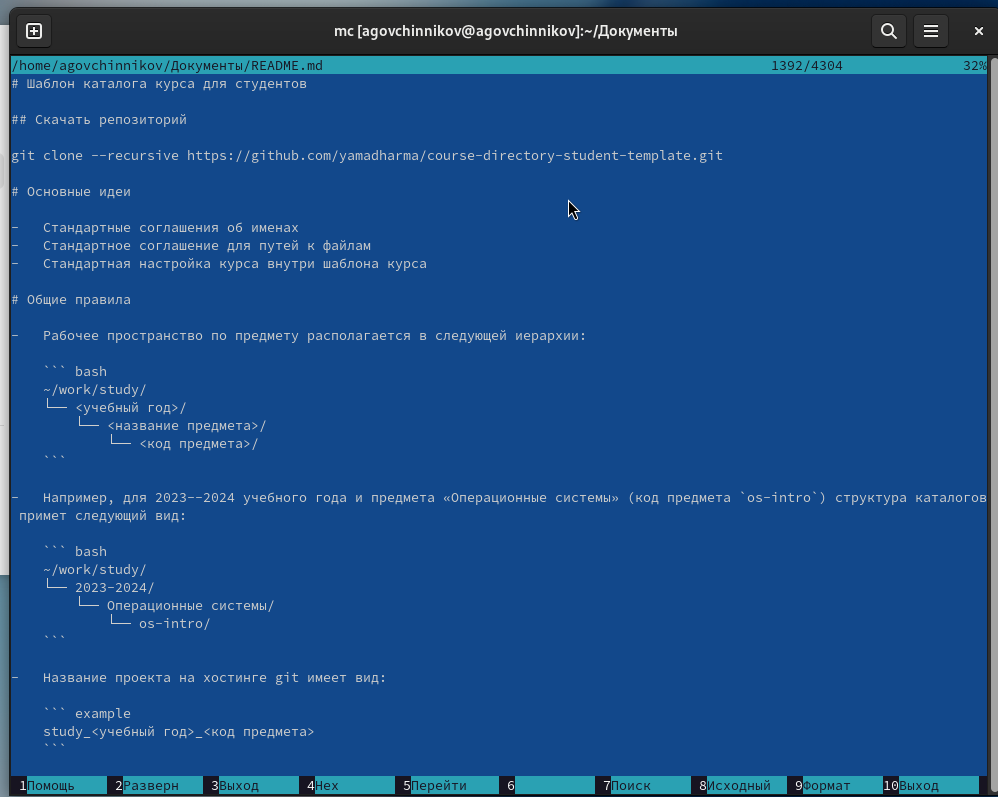 mc [agovchinnikov@agovchinnikov]:~/Документы
/home/agovchinnikov/Документы/README.md 1392/4304 32%
# Шаблон каталога курса для студентов
## Скачать репозиторий
git clone --recursive https://github.com/yamadharma/course-directory-student-template.git
# Основные идеи
-   Стандартные соглашения об именах
-   Стандартное соглашение для путей к файлам
-   Стандартная настройка курса внутри шаблона курса
# Общие правила
-   Рабочее пространство по предмету располагается в следующей иерархии:
    ``` bash
    ~/work/study/
    └── <учебный год>/
        └── <название предмета>/
            └── <код предмета>/
    ```
-   Например, для 2023--2024 учебного года и предмета «Операционные системы» (код предмета `os-intro`) структура каталогов
 примет следующий вид:
    ``` bash
    ~/work/study/
    └── 2023-2024/
        └── Операционные системы/
            └── os-intro/
    ```
-   Название проекта на хостинге git имеет вид:
    ``` example
    study_<учебный год>_<код предмета>
    ```
1Помощь 2Разверн 3Выход 4Hex 5Перейти 6 7Поиск 8Исходный 9Формат 10Выход